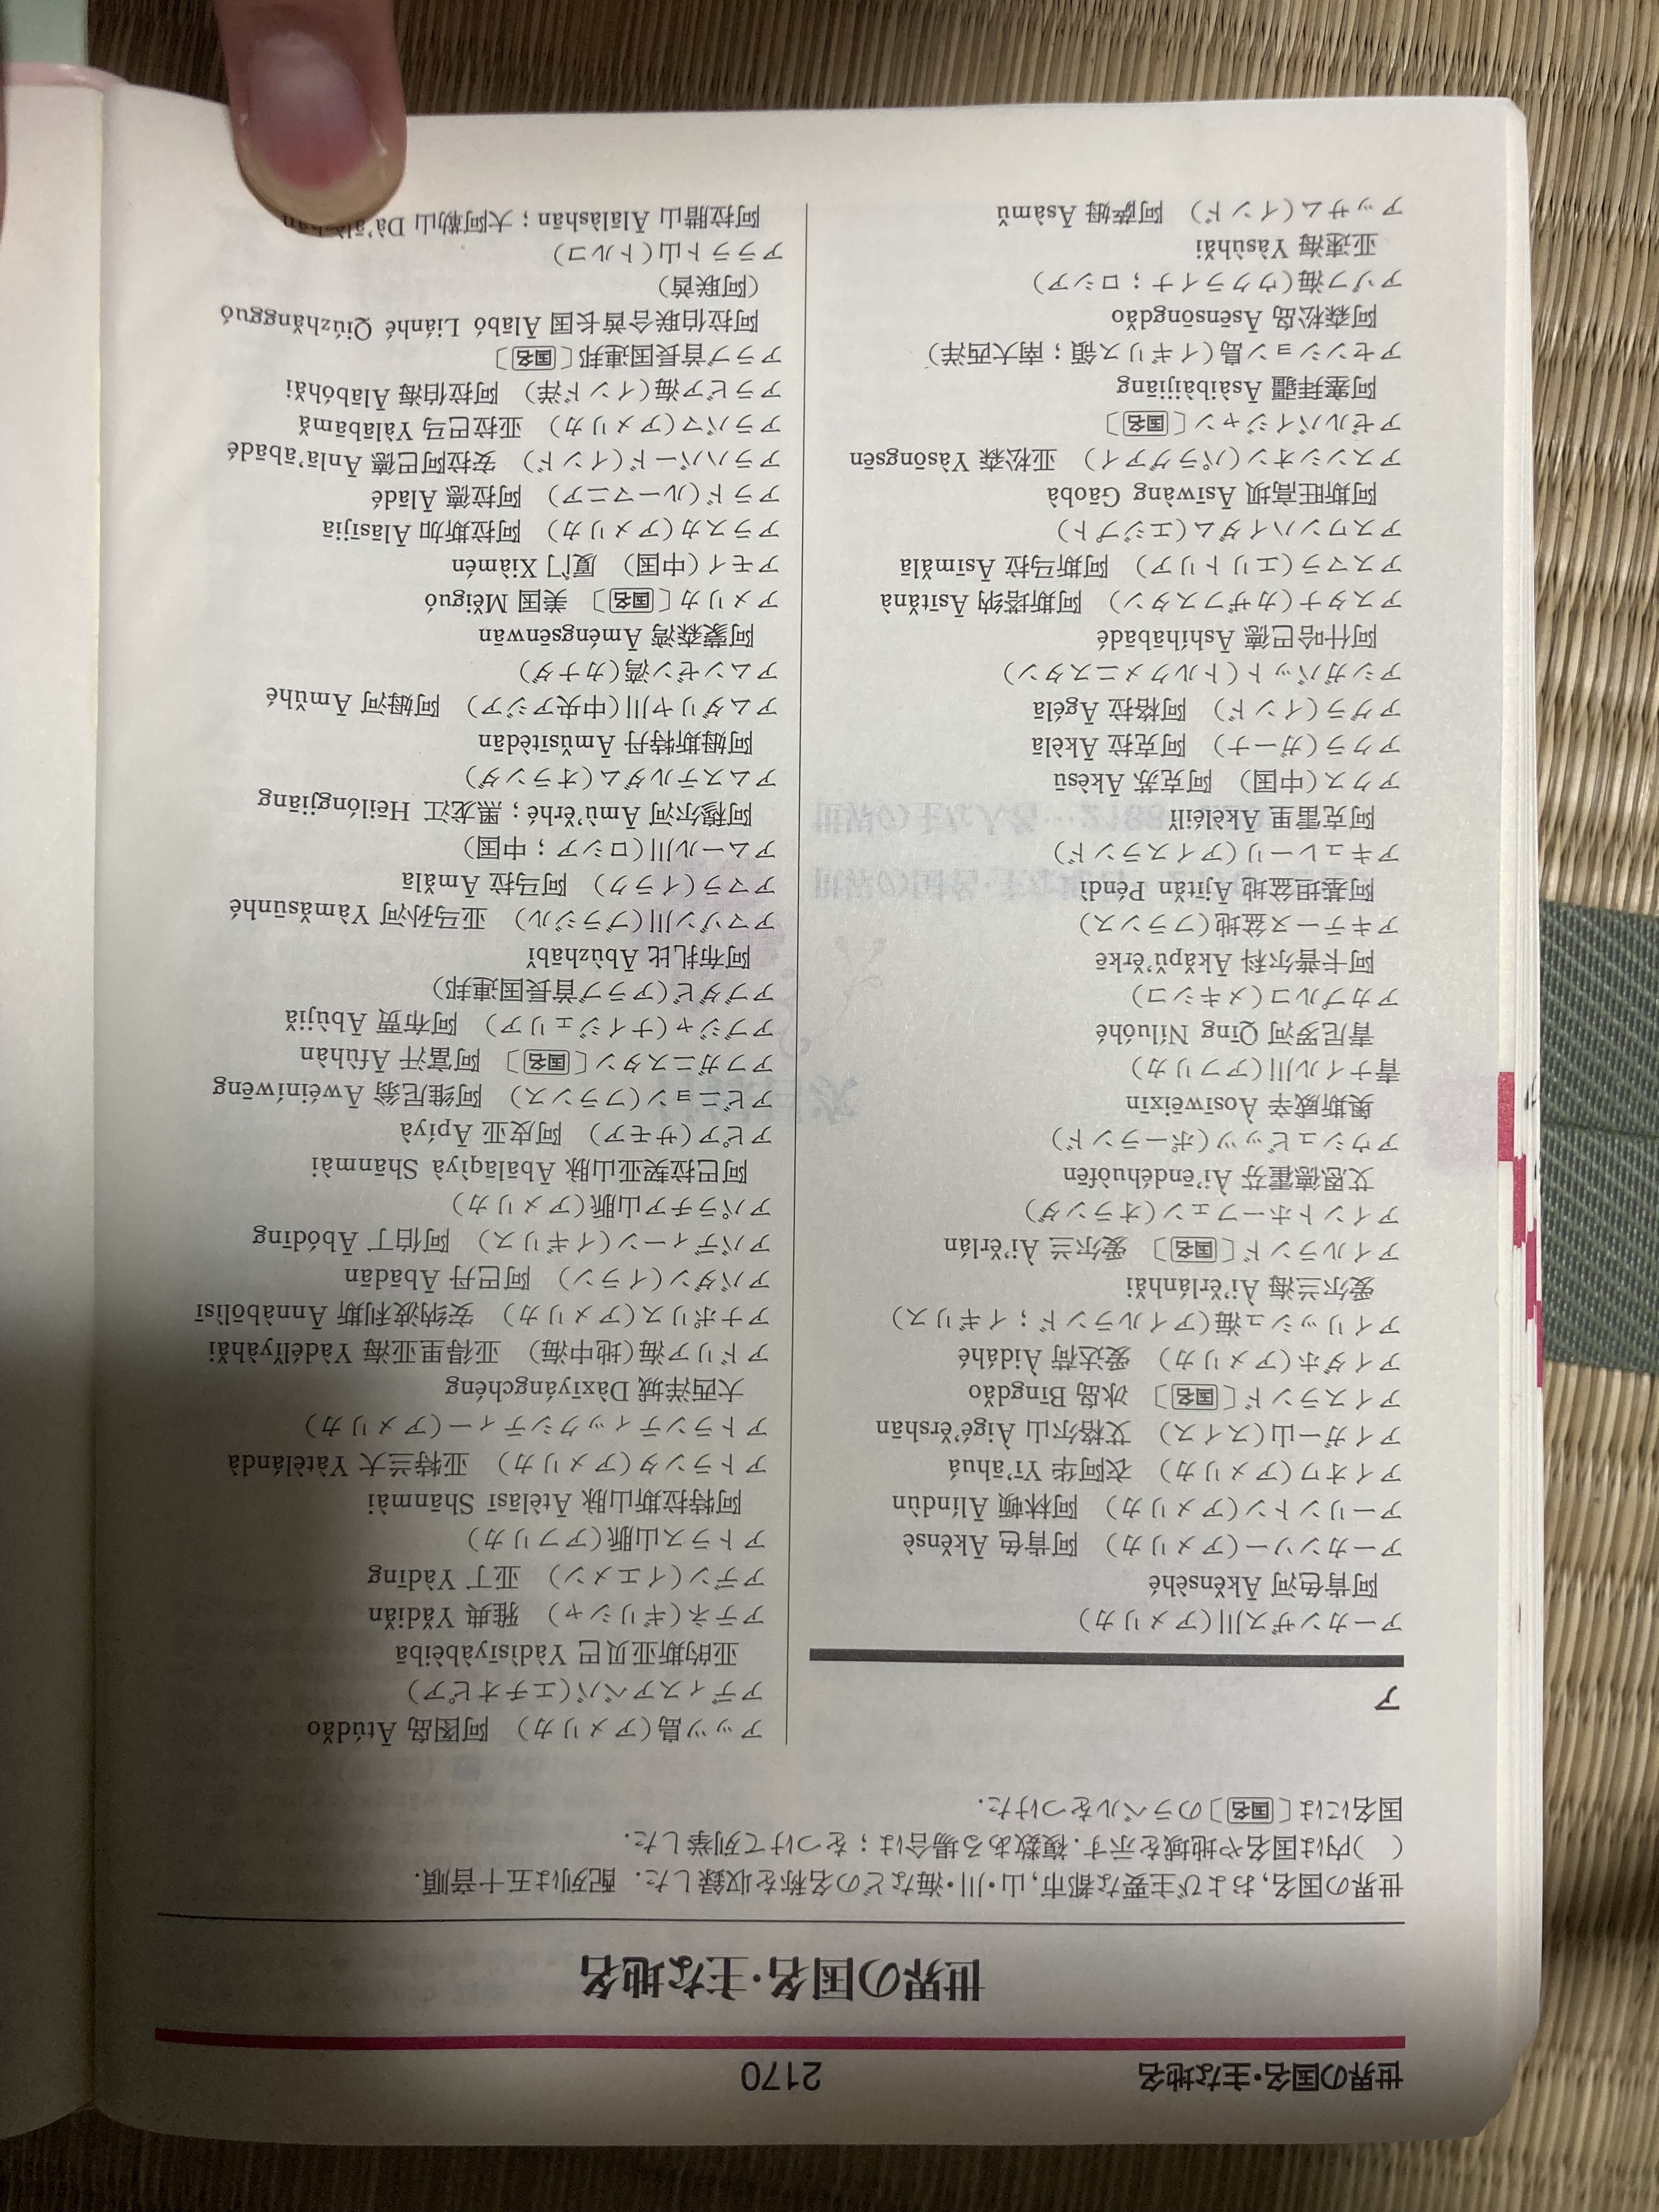 世界の国名・主な地名
2170
世界の国名・主な地名
世界の国名，および主要な都市，山・川・海などの名称を収録した．配列は五十音順．
(　)内は国名や地域を示す．複数ある場合は；をつけて列挙した．
国名には〔国名〕のラベルをつけた．
ア
アーカンザス川(アメリカ)
阿肯色河 Ākěnsèhé
アーカンソー(アメリカ)　阿肯色 Ākěnsè
アーリントン(アメリカ)　阿林顿 Ālíndùn
アイオワ(アメリカ)　衣阿华 Yī'āhuá
アイガー山(スイス)　艾格尔山 Àigé'ěrshān
アイスランド〔国名〕　冰岛 Bīngdǎo
アイダホ(アメリカ)　爱达荷 Àidáhé
アイリッシュ海(アイルランド；イギリス)
爱尔兰海 Ài'ěrlánhǎi
アイルランド〔国名〕　爱尔兰 Ài'ěrlán
アイントホーフェン(オランダ)
艾恩德霍芬 Ài'ēndéhuòfēn
アウシュビッツ(ポーランド)
奥斯威辛 Àosīwēixīn
青ナイル川(アフリカ)
青尼罗河 Qīng Níluóhé
アカプルコ(メキシコ)
阿卡普尔科 Ākǎpǔ'ěrkē
アキテーヌ盆地(フランス)
阿基坦盆地 Ājītǎn Péndì
アキュレーリ(アイスランド)
阿克雷里 Ākèléilǐ
アクス(中国)　阿克苏 Ākèsū
アクラ(ガーナ)　阿克拉 Ākèlā
アグラ(インド)　阿格拉 Āgélā
アシガバット(トルクメニスタン)
阿什哈巴德 Āshíhābādé
アスタナ(カザフスタン)　阿斯塔纳 Āsītǎnà
アスマラ(エリトリア)　阿斯马拉 Āsīmǎlā
アスワンハイダム(エジプト)
阿斯旺高坝 Āsīwàng Gāobà
アスンシオン(パラグアイ)　亚松森 Yàsōngsēn
アゼルバイジャン〔国名〕
阿塞拜疆 Āsàibàijiāng
アセンション島(イギリス領；南大西洋)
阿森松岛 Āsēnsōngdǎo
アゾフ海(ウクライナ；ロシア)
亚速海 Yàsùhǎi
アッサム(インド)　阿萨姆 Āsàmǔ
アッツ島(アメリカ)　阿图岛 Ātúdǎo
アディスアベバ(エチオピア)
亚的斯亚贝巴 Yàdìsīyàbèibā
アテネ(ギリシャ)　雅典 Yǎdiǎn
アデン(イエメン)　亚丁 Yàdīng
アトラス山脈(アフリカ)
阿特拉斯山脉 Ātèlāsī Shānmài
アトランタ(アメリカ)　亚特兰大 Yàtèlándà
アトランティックシティー(アメリカ)
大西洋城 Dàxīyángchéng
アドリア海(地中海)　亚得里亚海 Yàdélǐyàhǎi
アナポリス(アメリカ)　安纳波利斯 Ānnàbōlìsī
アバダン(イラン)　阿巴丹 Ābādān
アバディーン(イギリス)　阿伯丁 Ābódīng
アパラチア山脈(アメリカ)
阿巴拉契亚山脉 Ābālāqìyà Shānmài
アピア(サモア)　阿皮亚 Āpíyà
アビニョン(フランス)　阿维尼翁 Āwéiníwēng
アフガニスタン〔国名〕　阿富汗 Āfùhàn
アブジャ(ナイジェリア)　阿布贾 Ābùjiǎ
アブダビ(アラブ首長国連邦)
阿布扎比 Ābùzhābǐ
アマゾン川(ブラジル)　亚马孙河 Yàmǎsūnhé
アマラ(イラク)　阿马拉 Āmǎlā
アムール川(ロシア；中国)
阿穆尔河 Āmù'ěrhé；黑龙江 Hēilóngjiāng
アムステルダム(オランダ)
阿姆斯特丹 Āmǔsītèdān
アムダリヤ川(中央アジア)　阿姆河 Āmǔhé
アムンゼン湾(カナダ)
阿蒙森湾 Āméngsēnwān
アメリカ〔国名〕　美国 Měiguó
アモイ(中国)　厦门 Xiàmén
アラスカ(アメリカ)　阿拉斯加 Ālāsījiā
アラド(ルーマニア)　阿拉德 Ālādé
アラハバード(インド)　安拉阿巴德 Ānlā'ābādé
アラバマ(アメリカ)　亚拉巴马 Yàlābāmǎ
アラビア海(インド洋)　阿拉伯海 Ālābóhǎi
アラブ首長国連邦〔国名〕
阿拉伯联合酋长国 Ālābó Liánhé Qiúzhǎngguó
(阿联酋)
アララト山(トルコ)
阿拉腊山 Ālālàshān；大阿勒山